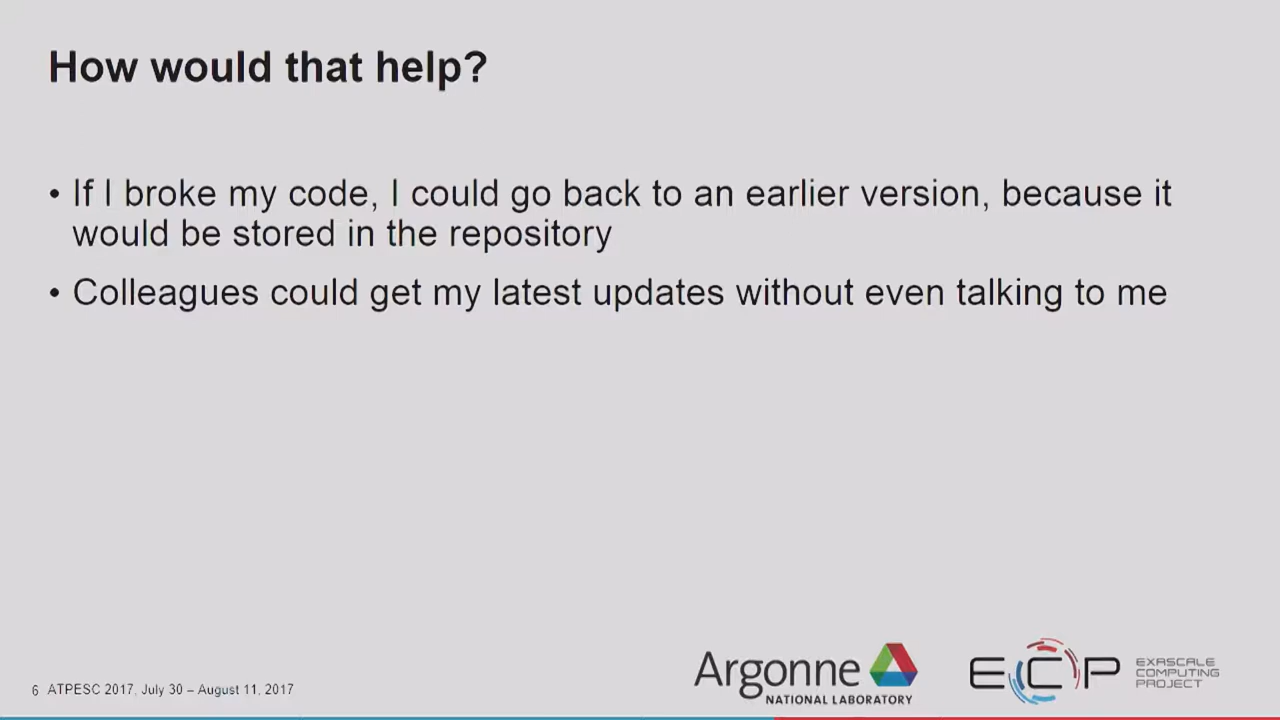 How would that help?
• If I broke my code, I could go back to an earlier version, because it
would be stored in the repository
• Colleagues could get my latest updates without even talking to me
6 ATPESC 2017, July 30 – August 11, 2017
Argonne
NATIONAL LABORATORY
ECP
EXASCALE
COMPUTING
PROJECT